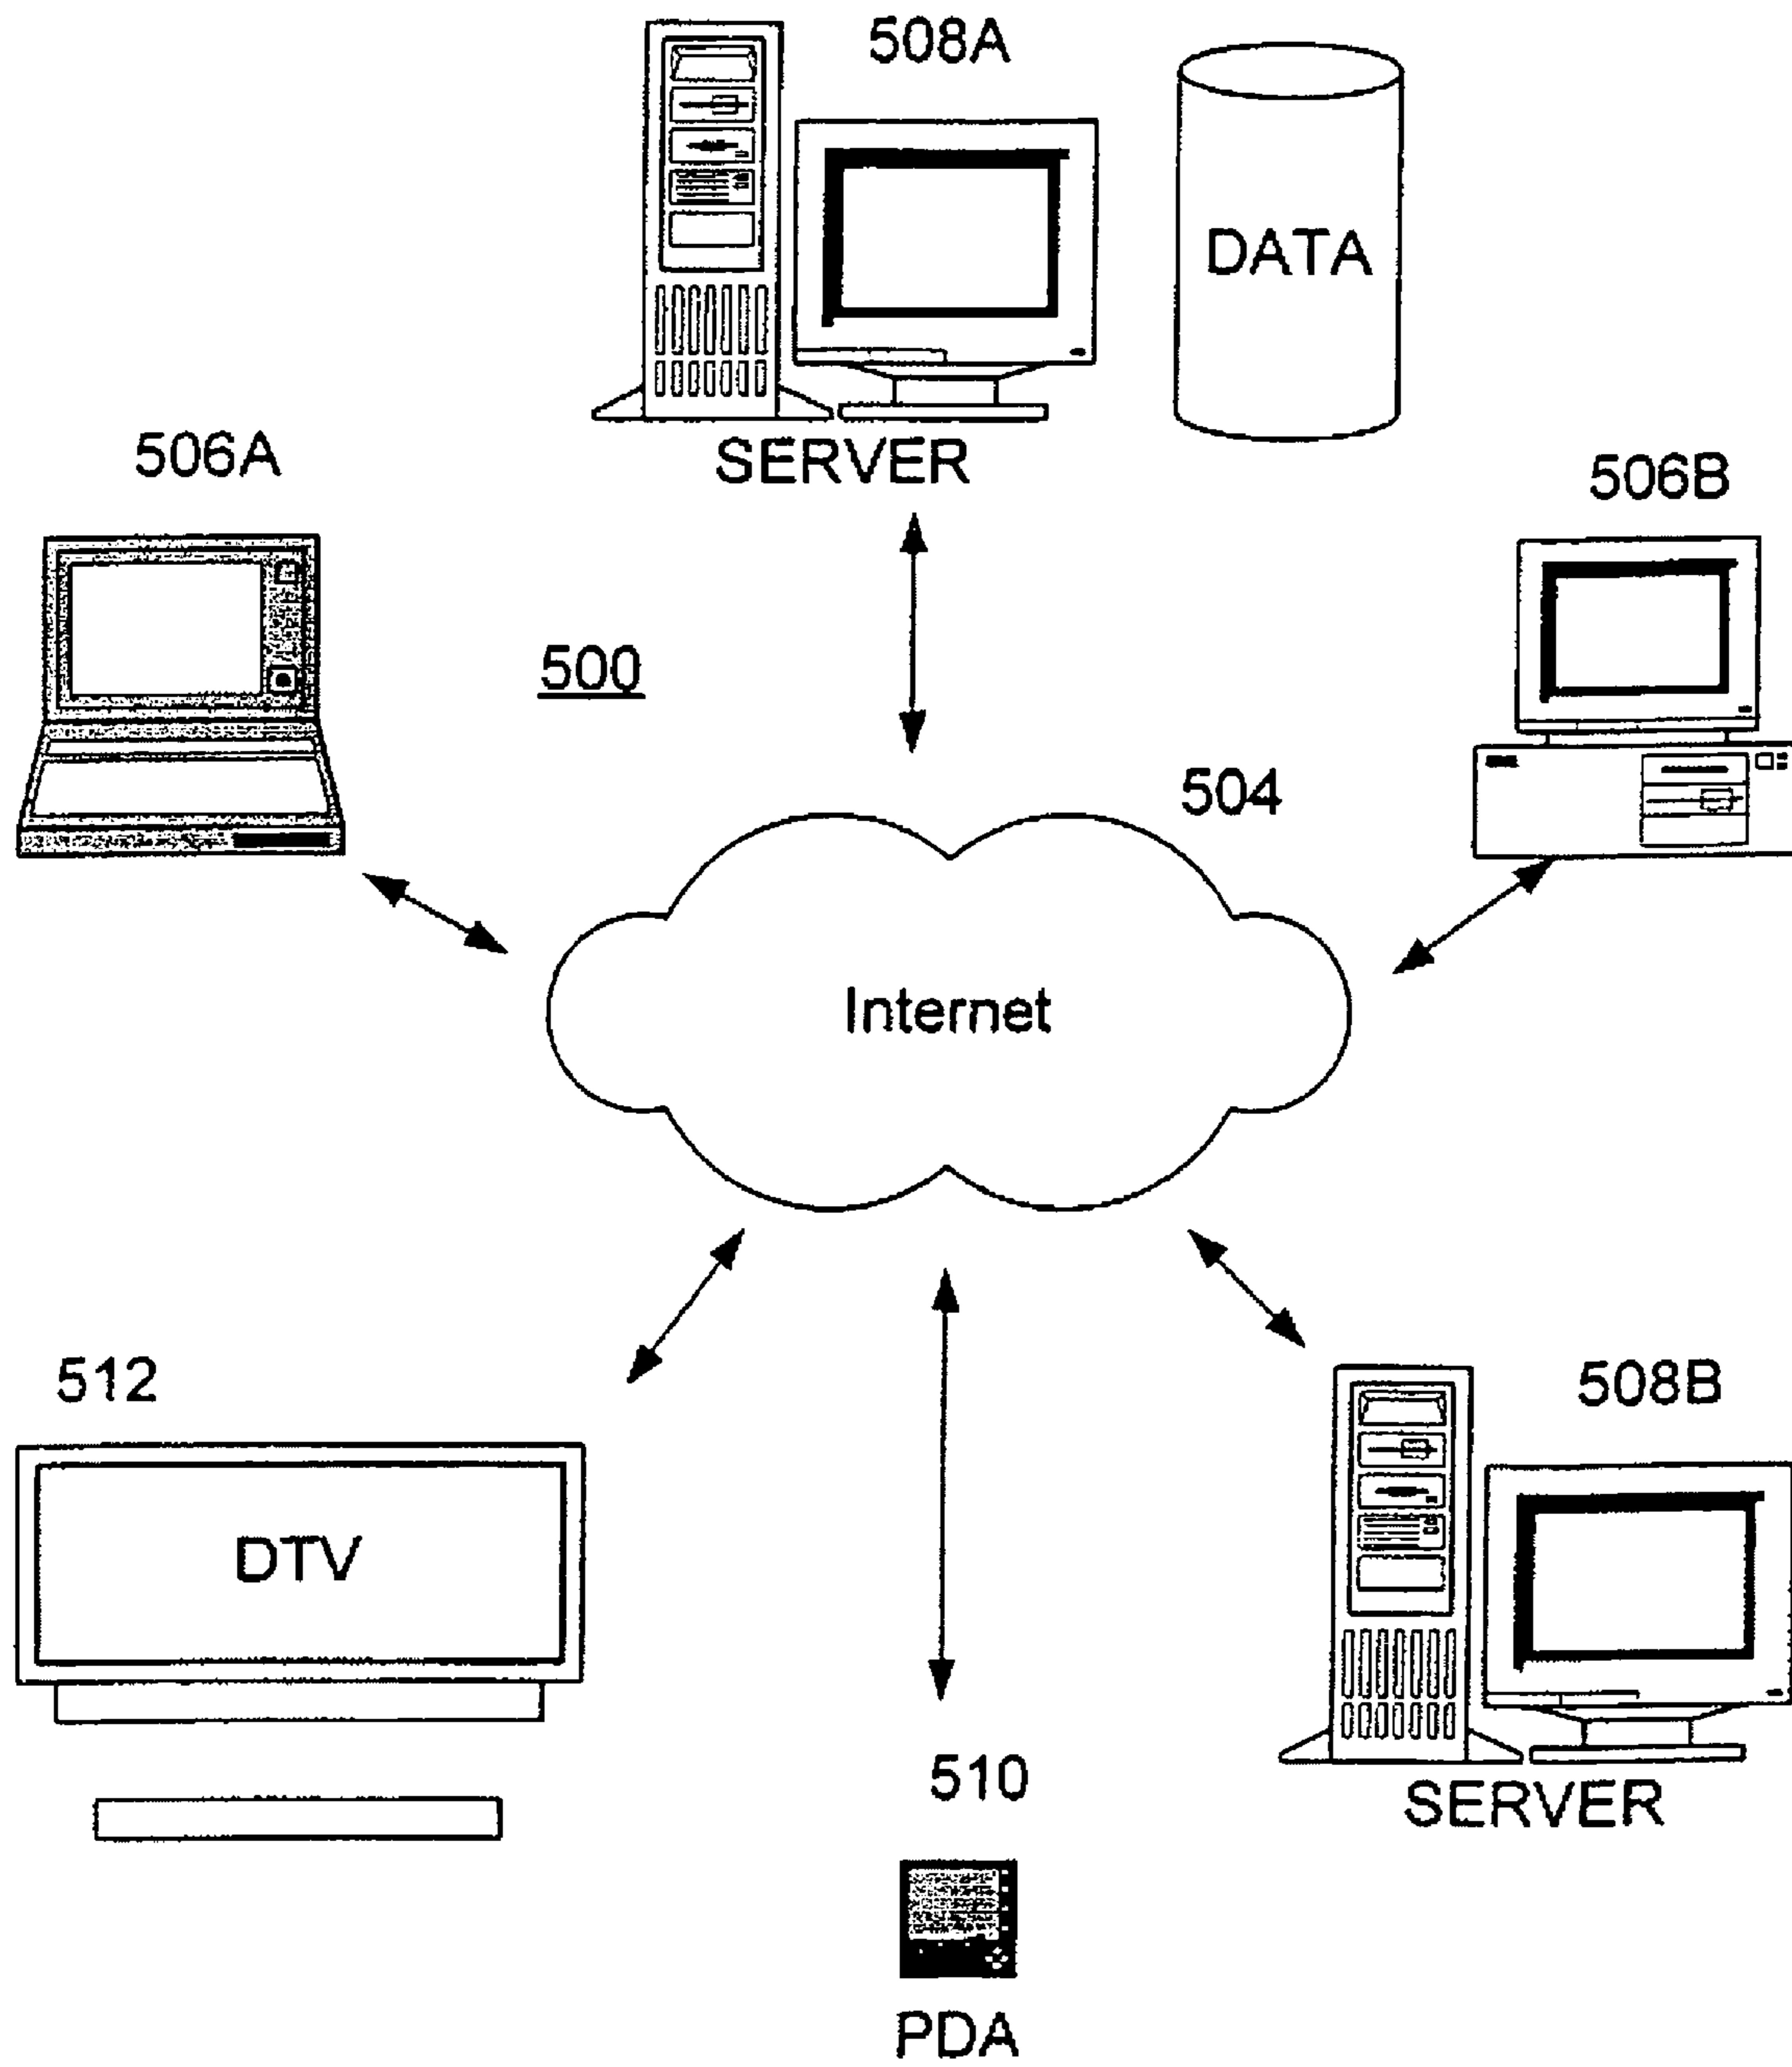 508A
DATA
SERVER
506A
506B
500
504
Internet
512
DTV
508B
SERVER
510
PDA